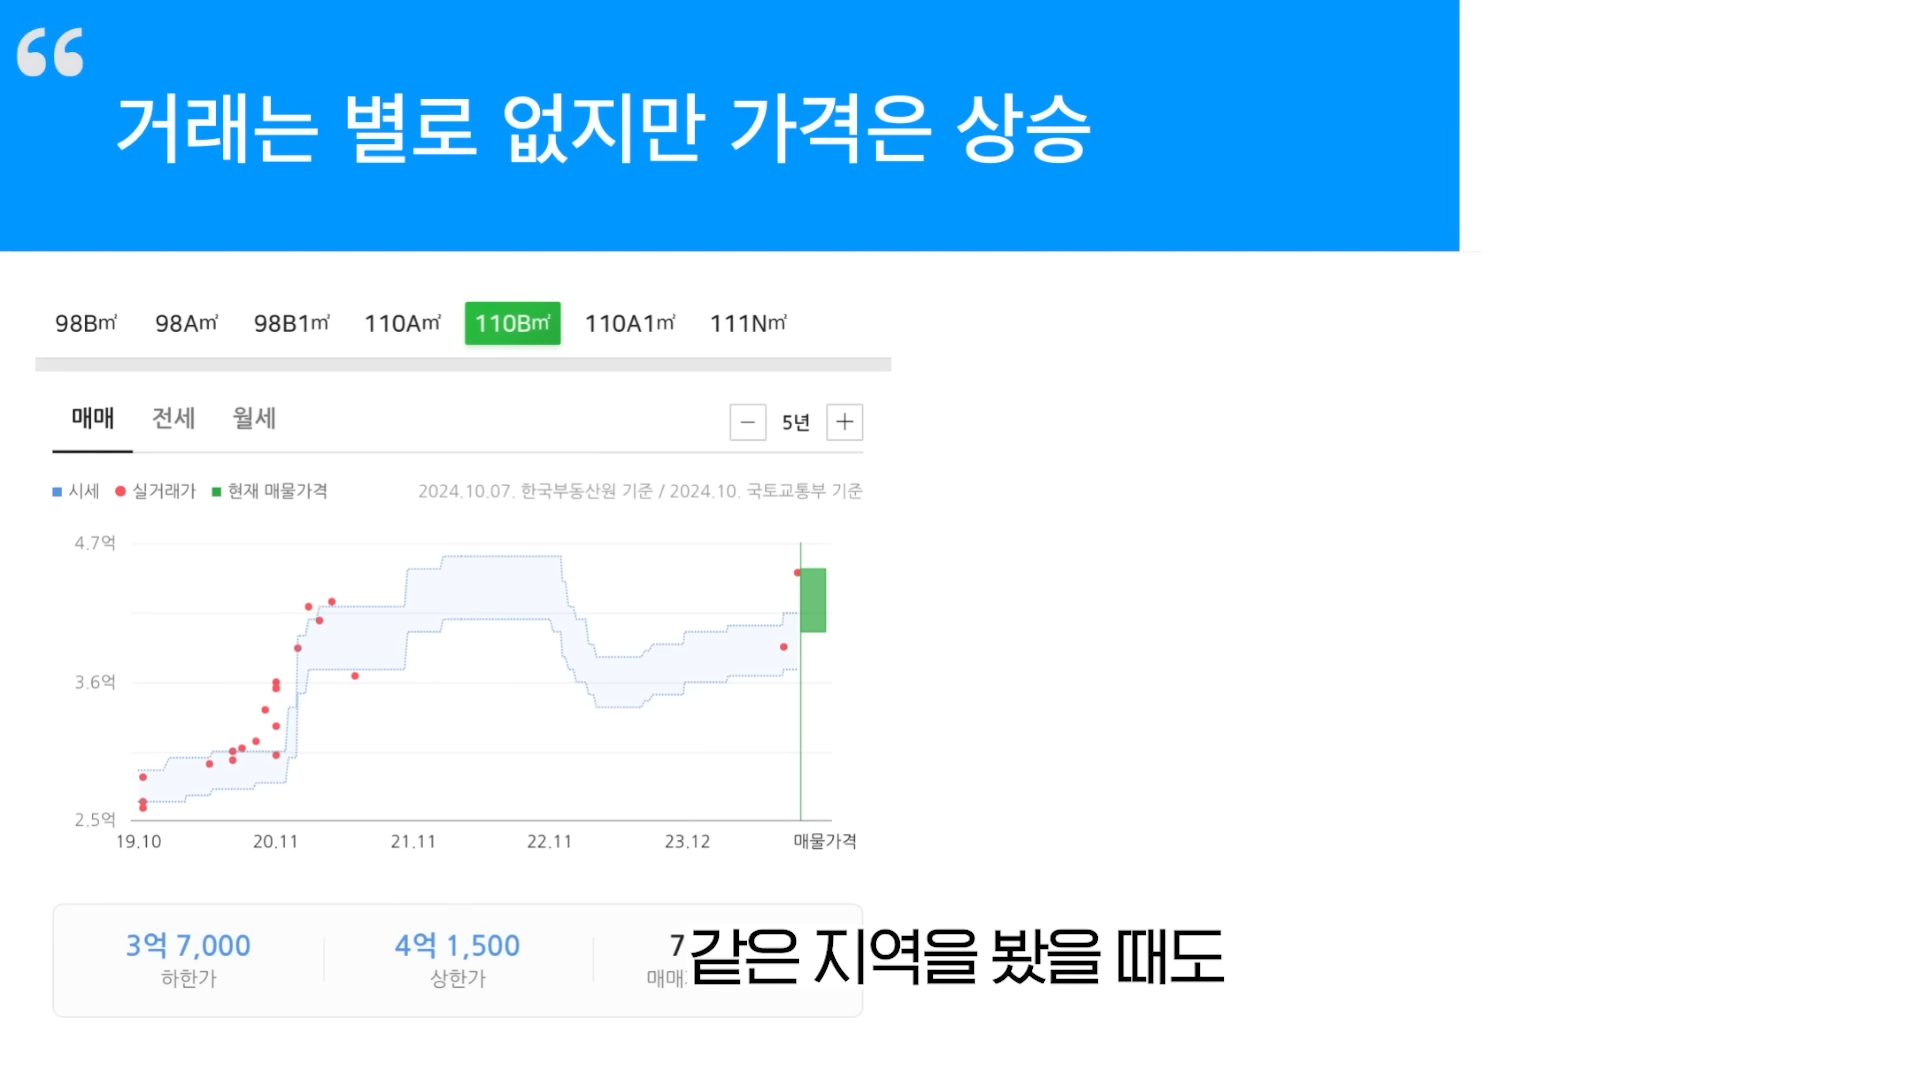 “
거래는 별로 없지만 가격은 상승
98B㎡ 98A㎡ 98B1㎡ 110A㎡ 110B㎡ 110A1㎡ 111N㎡
매매 전세 월세 − 5년 +
시세 실거래가 현재 매물가격 2024.10.07. 한국부동산원 기준 / 2024.10. 국토교통부 기준
4.7억
3.6억
2.5억
19.10 20.11 21.11 22.11 23.12 매물가격
3억 7,000 4억 1,500 7
하한가 상한가 매매
같은 지역을 봤을 때도